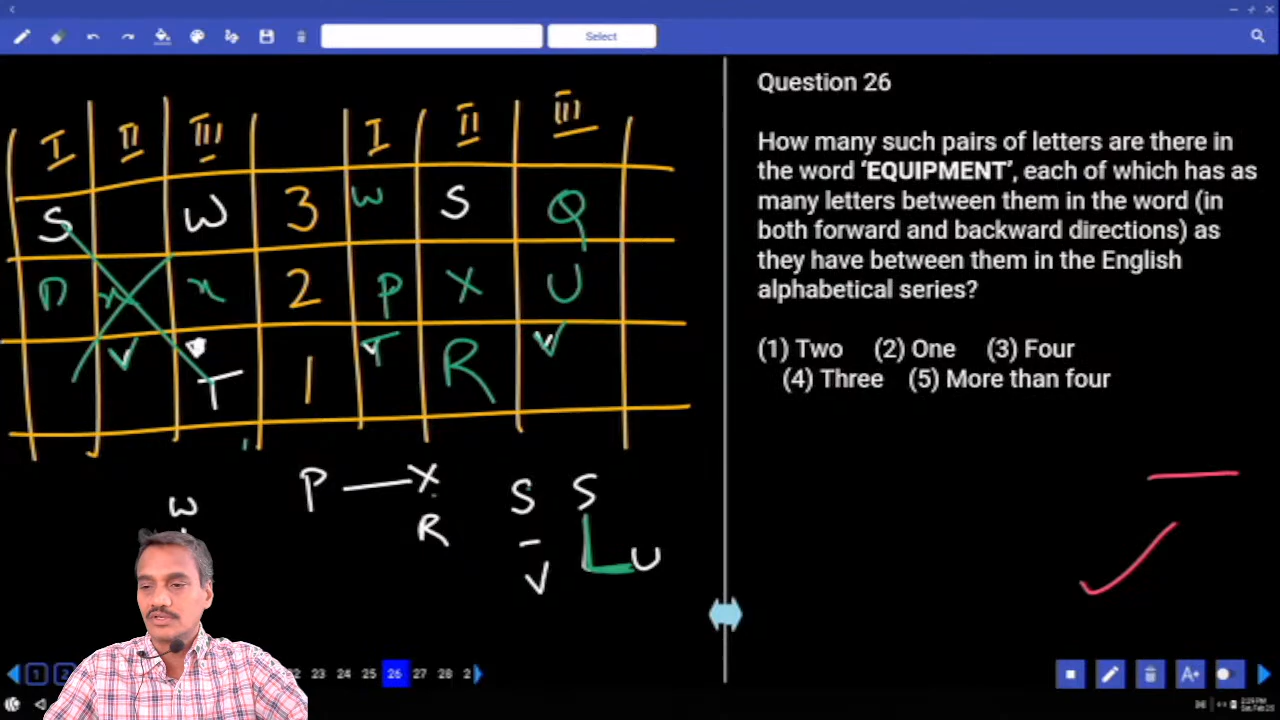 Select
I II III I II III
S W 3 W S Q
P x x 2 P X U
V T 1 T R V
P — X S S
W R — U
V
Question 26
How many such pairs of letters are there in
the word ‘EQUIPMENT’, each of which has as
many letters between them in the word (in
both forward and backward directions) as
they have between them in the English
alphabetical series?
(1) Two (2) One (3) Four
(4) Three (5) More than four
1 2 22 23 24 25 26 27 28 2
A+